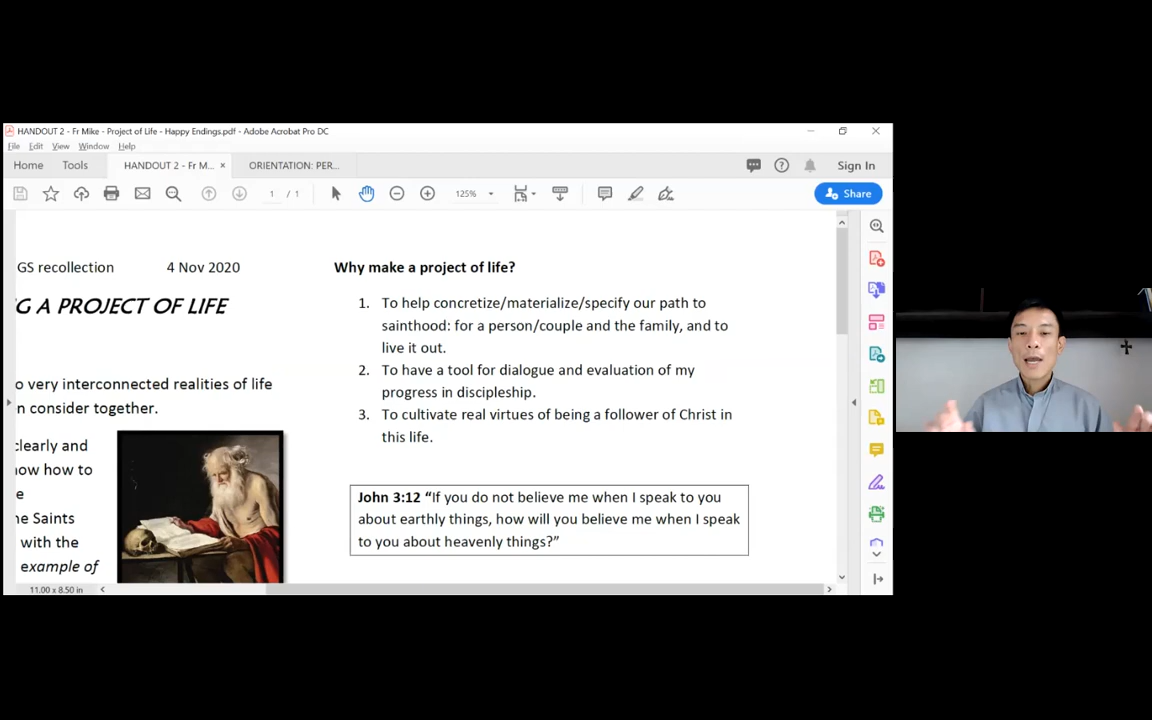 HANDOUT 2 - Fr Mike - Project of Life - Happy Endings.pdf - Adobe Acrobat Pro DC
File Edit View Window Help
Home Tools HANDOUT 2 - Fr M... × ORIENTATION: PER... Sign In
1 / 1 125% Share
GS recollection 4 Nov 2020
G A PROJECT OF LIFE
o very interconnected realities of life
n consider together.
learly and
ow how to
e
ne Saints
with the
example of
Why make a project of life?
1. To help concretize/materialize/specify our path to
sainthood: for a person/couple and the family, and to
live it out.
2. To have a tool for dialogue and evaluation of my
progress in discipleship.
3. To cultivate real virtues of being a follower of Christ in
this life.
John 3:12 “If you do not believe me when I speak to you
about earthly things, how will you believe me when I speak
to you about heavenly things?”
11.00 x 8.50 in